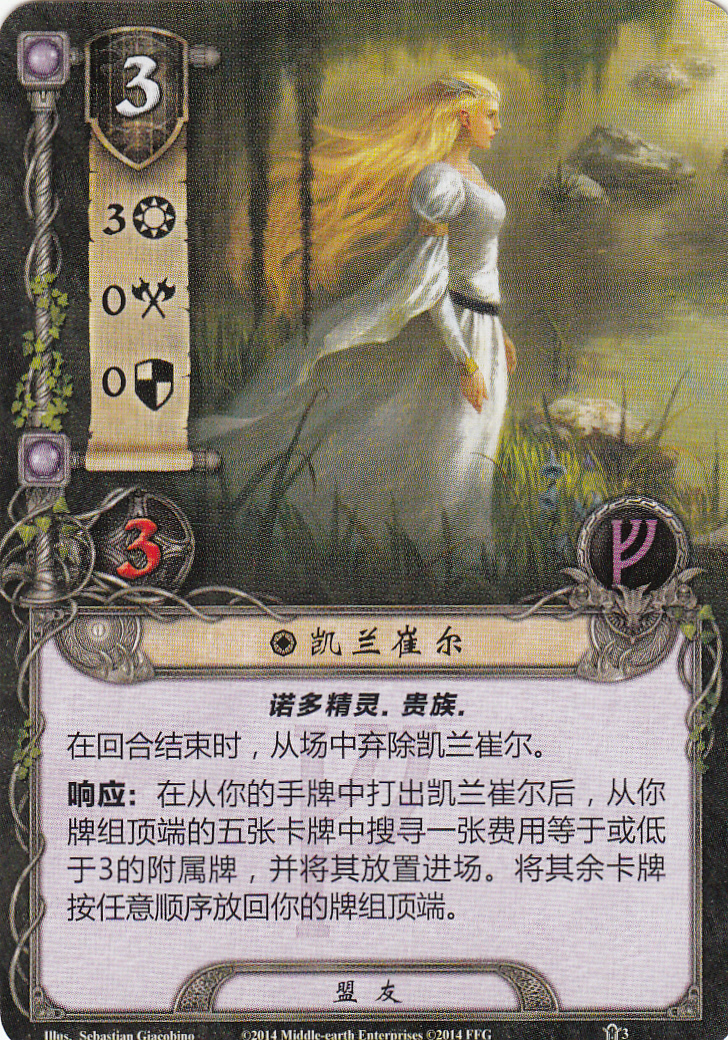 3
3
0
0
3
凯兰崔尔
诺多精灵. 贵族.
在回合结束时，从场中弃除凯兰崔尔。
响应：在从你的手牌中打出凯兰崔尔后，从你
牌组顶端的五张卡牌中搜寻一张费用等于或低
于3的附属牌，并将其放置进场。将其余卡牌
按任意顺序放回你的牌组顶端。
盟友
Illus. Sebastian Giacobino ©2014 Middle-earth Enterprises ©2014 FFG 3